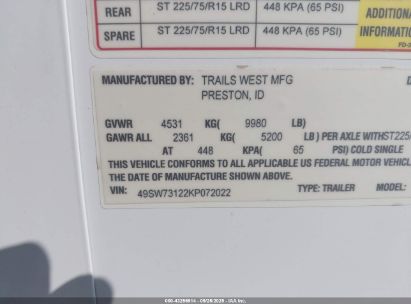 REAR ST 225/75/R15 LRD 448 KPA (65 PSI)
SPARE ST 225/75/R15 LRD 448 KPA (65 PSI)
ADDITIONA
INFORMATION
MANUFACTURED BY: TRAILS WEST MFG
PRESTON, ID
GVWR 4531 KG( 9980 LB)
GAWR ALL 2361 KG( 5200 LB) PER AXLE WITH ST225/
AT 448 KPA( 65 PSI) COLD SINGLE
THIS VEHICLE CONFORMS TO ALL APPLICABLE US FEDERAL MOTOR VEHICL
THE DATE OF MANUFACTURE SHOWN ABOVE.
VIN: 49SW73122KP072022 TYPE: TRAILER MODEL: